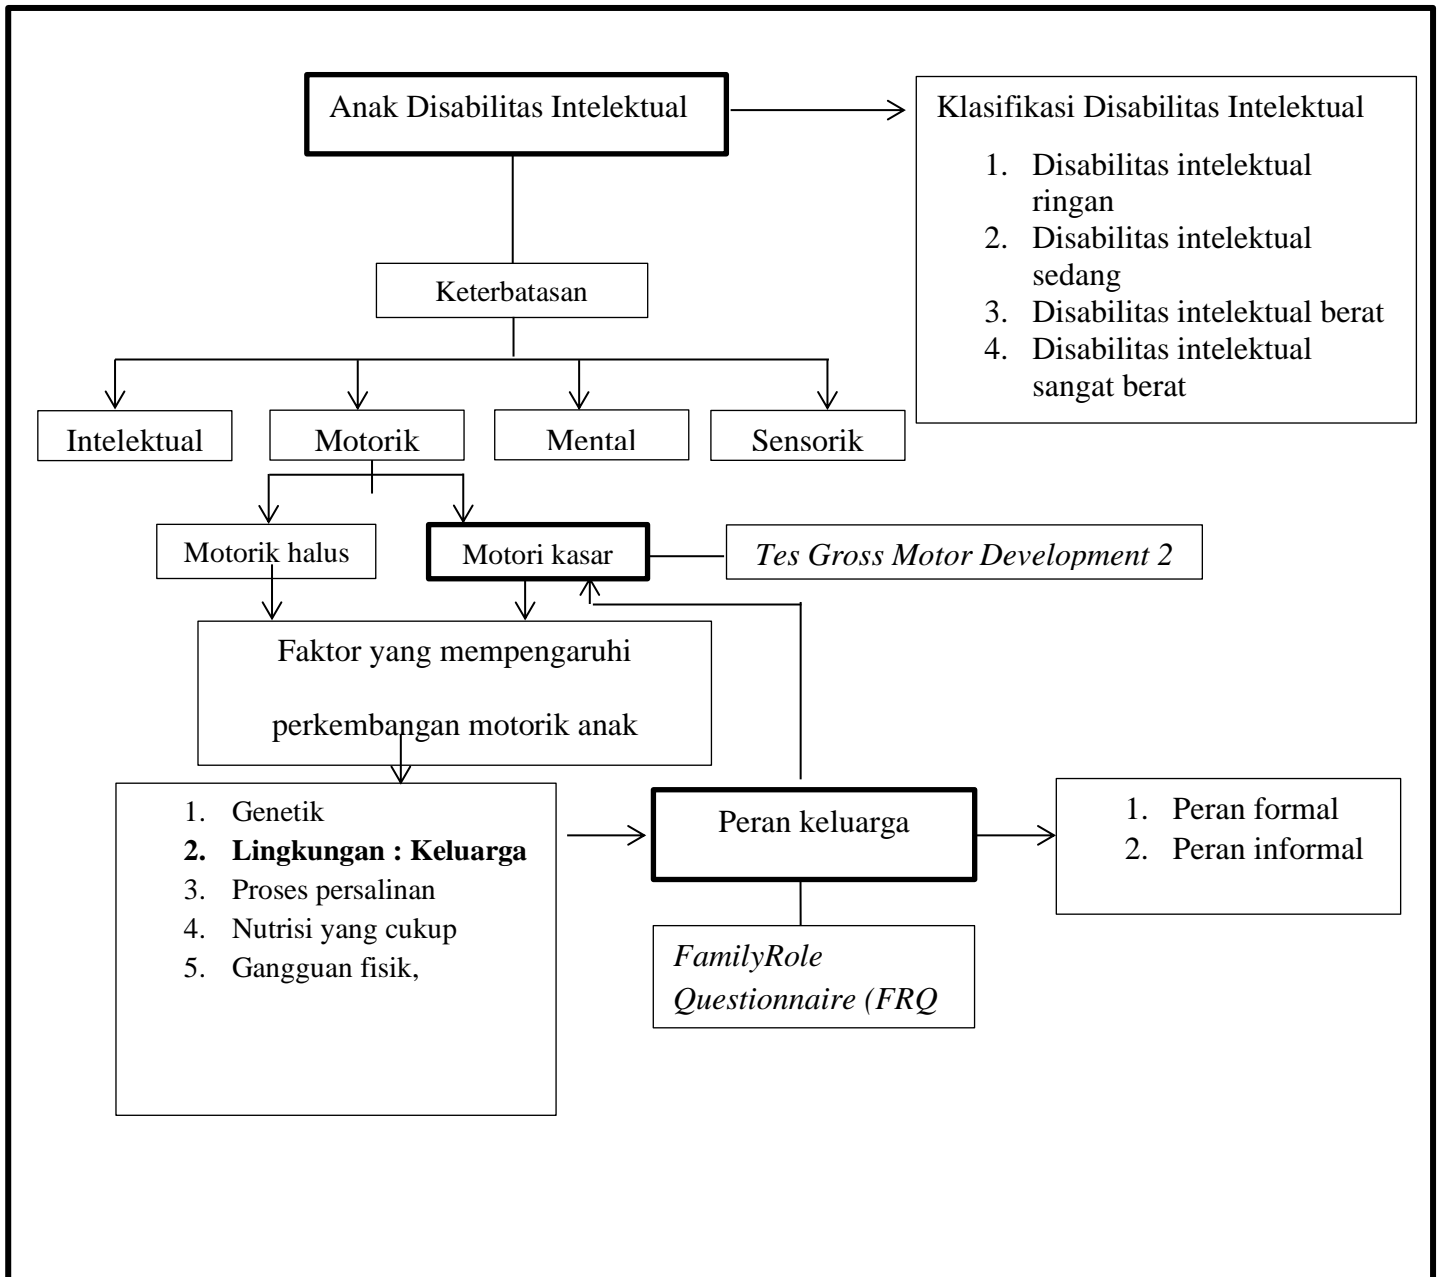 Anak Disabilitas Intelektual
Klasifikasi Disabilitas Intelektual
1. Disabilitas intelektual
ringan
2. Disabilitas intelektual
sedang
3. Disabilitas intelektual berat
4. Disabilitas intelektual
sangat berat
Keterbatasan
Intelektual
Motorik
Mental
Sensorik
Motorik halus
Motori kasar
Tes Gross Motor Development 2
Faktor yang mempengaruhi
perkembangan motorik anak
1. Genetik
2. Lingkungan : Keluarga
3. Proses persalinan
4. Nutrisi yang cukup
5. Gangguan fisik,
Peran keluarga
1. Peran formal
2. Peran informal
FamilyRole
Questionnaire (FRQ